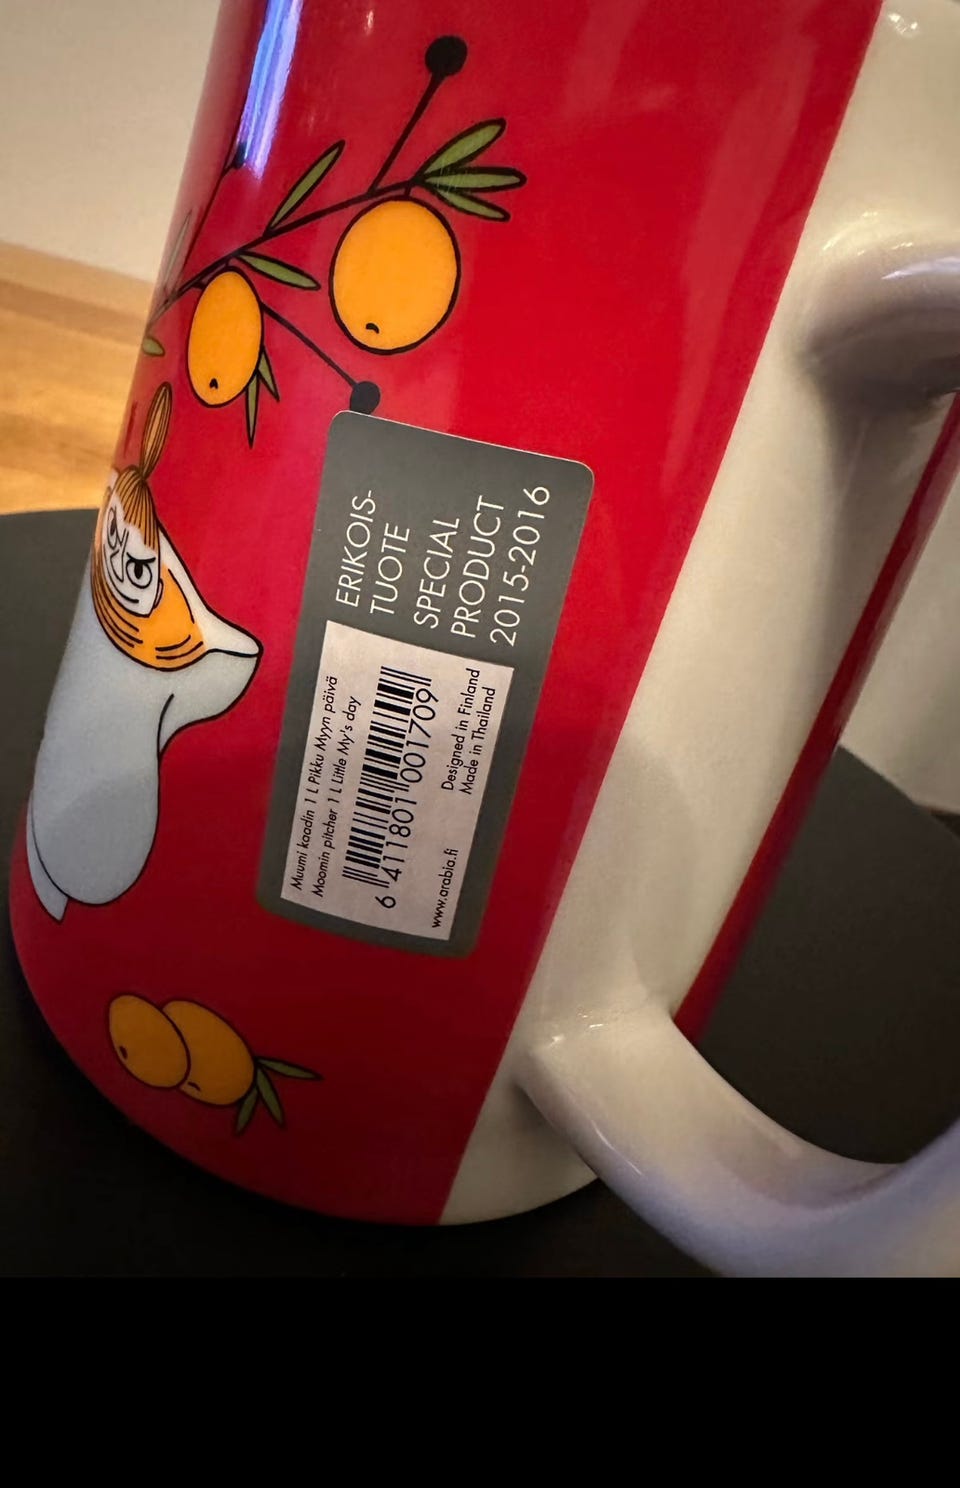 ERIKOIS-
TUOTE
SPECIAL
PRODUCT
2015-2016
Muumi kaadin 1 L Pikku Myyn päivä
Moomin pitcher 1 L Little My's day
6 411801 001709
Designed in Finland
Made in Thailand
www.arabia.fi